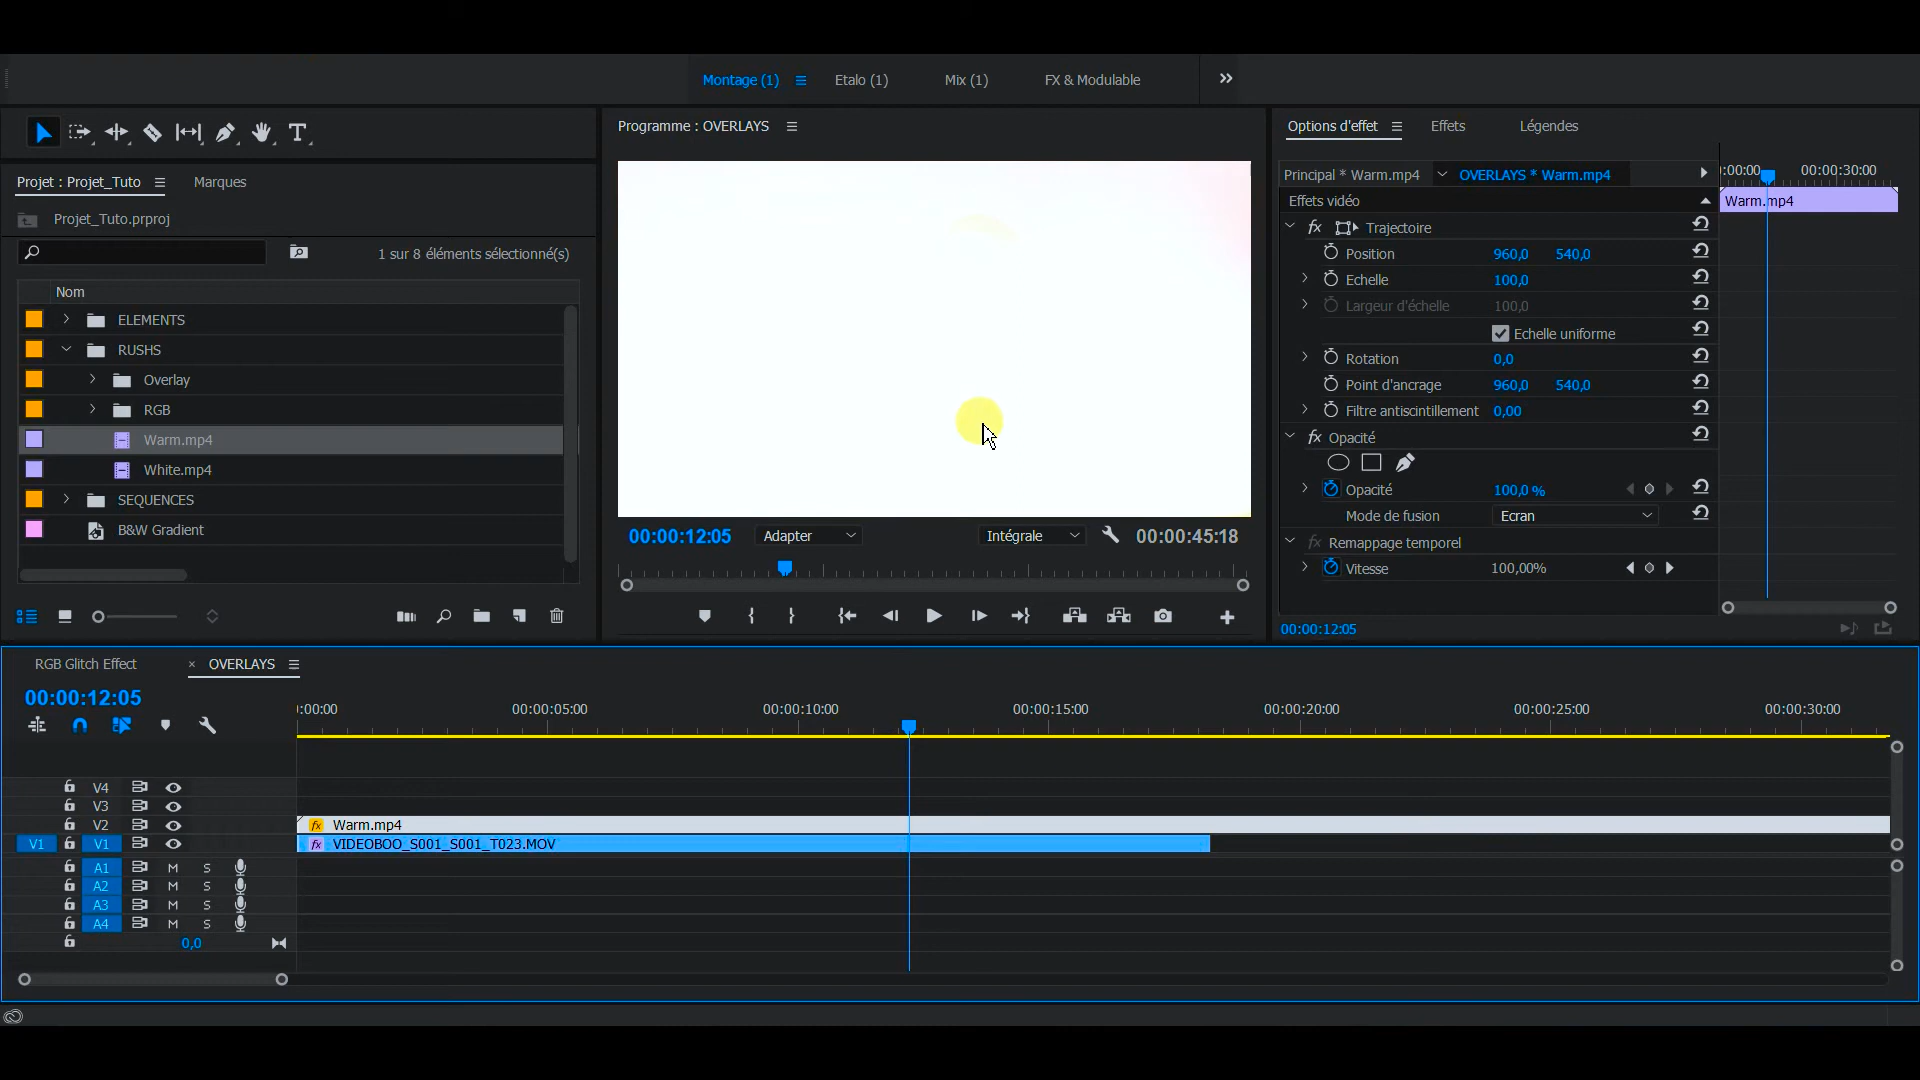 Montage (1)
Etalo (1)
Mix (1)
FX & Modulable
Projet : Projet_Tuto
Marques
Projet_Tuto.prproj
1 sur 8 éléments sélectionné(s)
Nom
ELEMENTS
RUSHS
Overlay
RGB
Warm.mp4
White.mp4
SEQUENCES
B&W Gradient
Programme : OVERLAYS
00:00:12:05
Adapter
Intégrale
00:00:45:18
Options d'effet
Effets
Légendes
Principal * Warm.mp4
OVERLAYS * Warm.mp4
:00:00
00:00:30:00
Effets vidéo
Warm.mp4
fx Trajectoire
Position 960,0 540,0
Echelle 100,0
Largeur d'échelle 100,0
Echelle uniforme
Rotation 0,0
Point d'ancrage 960,0 540,0
Filtre antiscintillement 0,00
fx Opacité
Opacité 100,0 %
Mode de fusion Ecran
fx Remappage temporel
Vitesse 100,00%
00:00:12:05
RGB Glitch Effect
× OVERLAYS
00:00:12:05
:00:00
00:00:05:00
00:00:10:00
00:00:15:00
00:00:20:00
00:00:25:00
00:00:30:00
V4
V3
V2
fx Warm.mp4
V1 V1
fx VIDEOBOO_S001_S001_T023.MOV
A1 M S
A2 M S
A3 M S
A4 M S
0,0